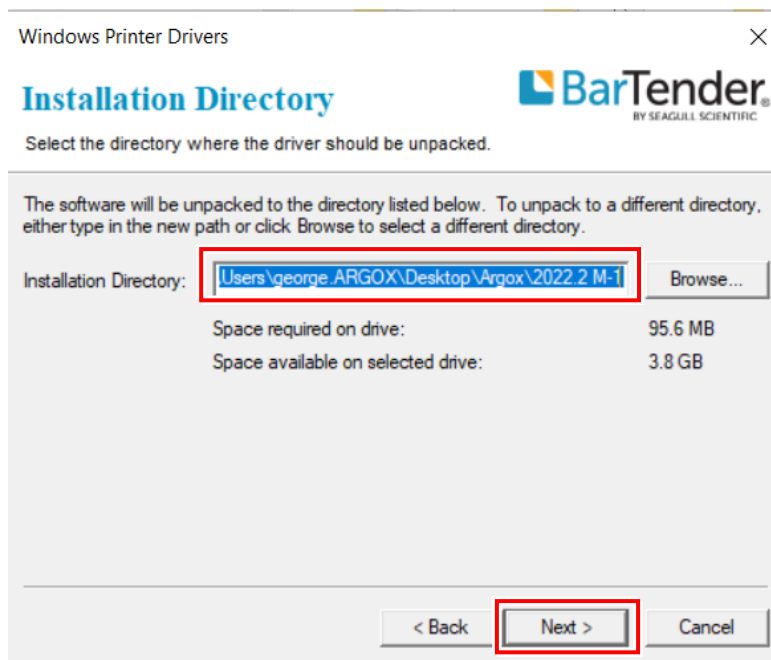 Windows Printer Drivers
Installation Directory
BarTender®
BY SEAGULL SCIENTIFIC
Select the directory where the driver should be unpacked.
The software will be unpacked to the directory listed below. To unpack to a different directory,
either type in the new path or click Browse to select a different directory.
Installation Directory: \Users\george.ARGOX\Desktop\Argox\2022.2 M-1 Browse...
Space required on drive: 95.6 MB
Space available on selected drive: 3.8 GB
< Back Next > Cancel